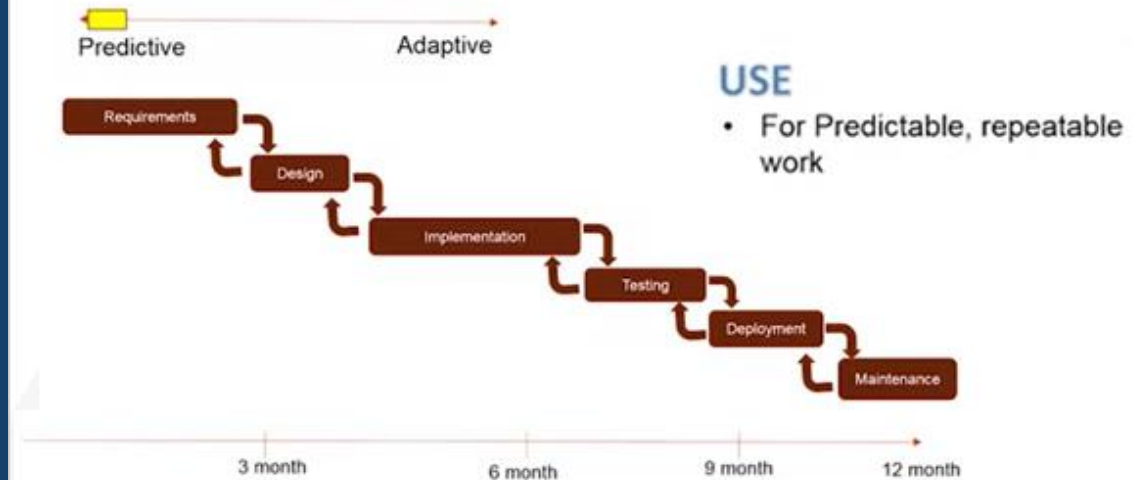 Predictive
Adaptive
USE
• For Predictable, repeatable
work
Requirements
Design
Implementation
Testing
Deployment
Maintenance
3 month
6 month
9 month
12 month